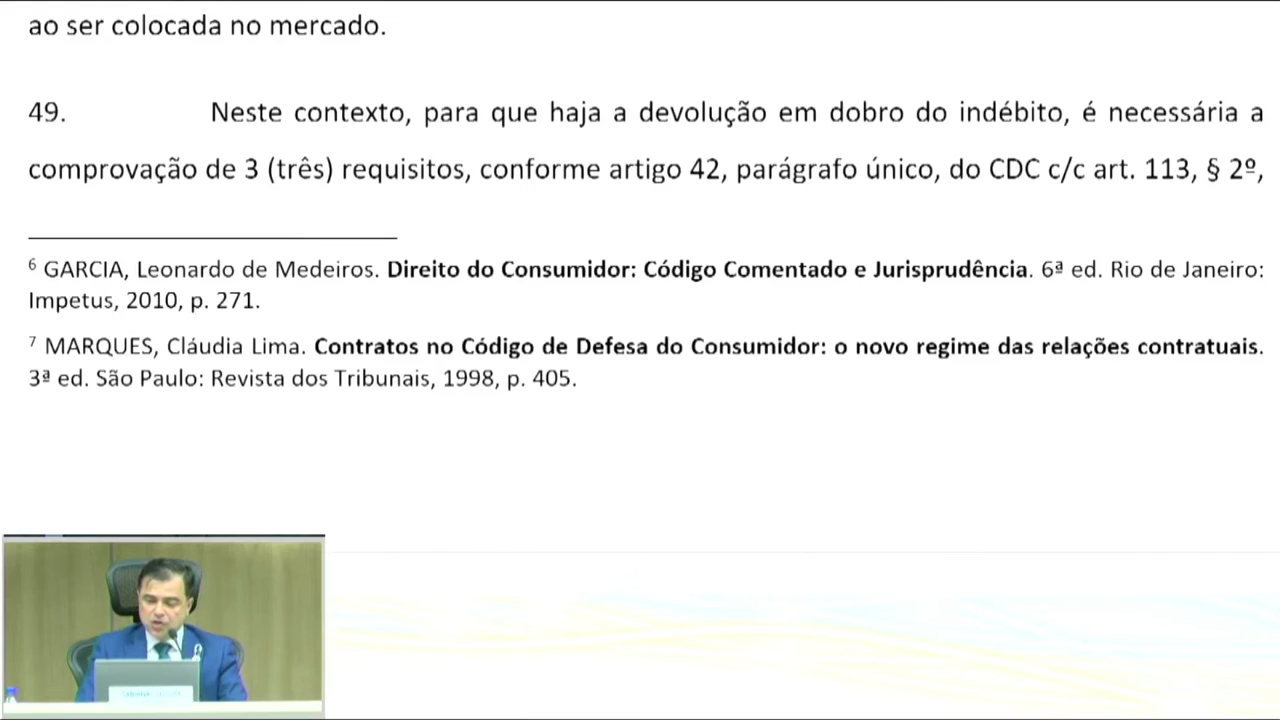 ao ser colocada no mercado.
49. Neste contexto, para que haja a devolução em dobro do indébito, é necessária a
comprovação de 3 (três) requisitos, conforme artigo 42, parágrafo único, do CDC c/c art. 113, § 2º,
⁶ GARCIA, Leonardo de Medeiros. Direito do Consumidor: Código Comentado e Jurisprudência. 6ª ed. Rio de Janeiro:
Impetus, 2010, p. 271.
⁷ MARQUES, Cláudia Lima. Contratos no Código de Defesa do Consumidor: o novo regime das relações contratuais.
3ª ed. São Paulo: Revista dos Tribunais, 1998, p. 405.